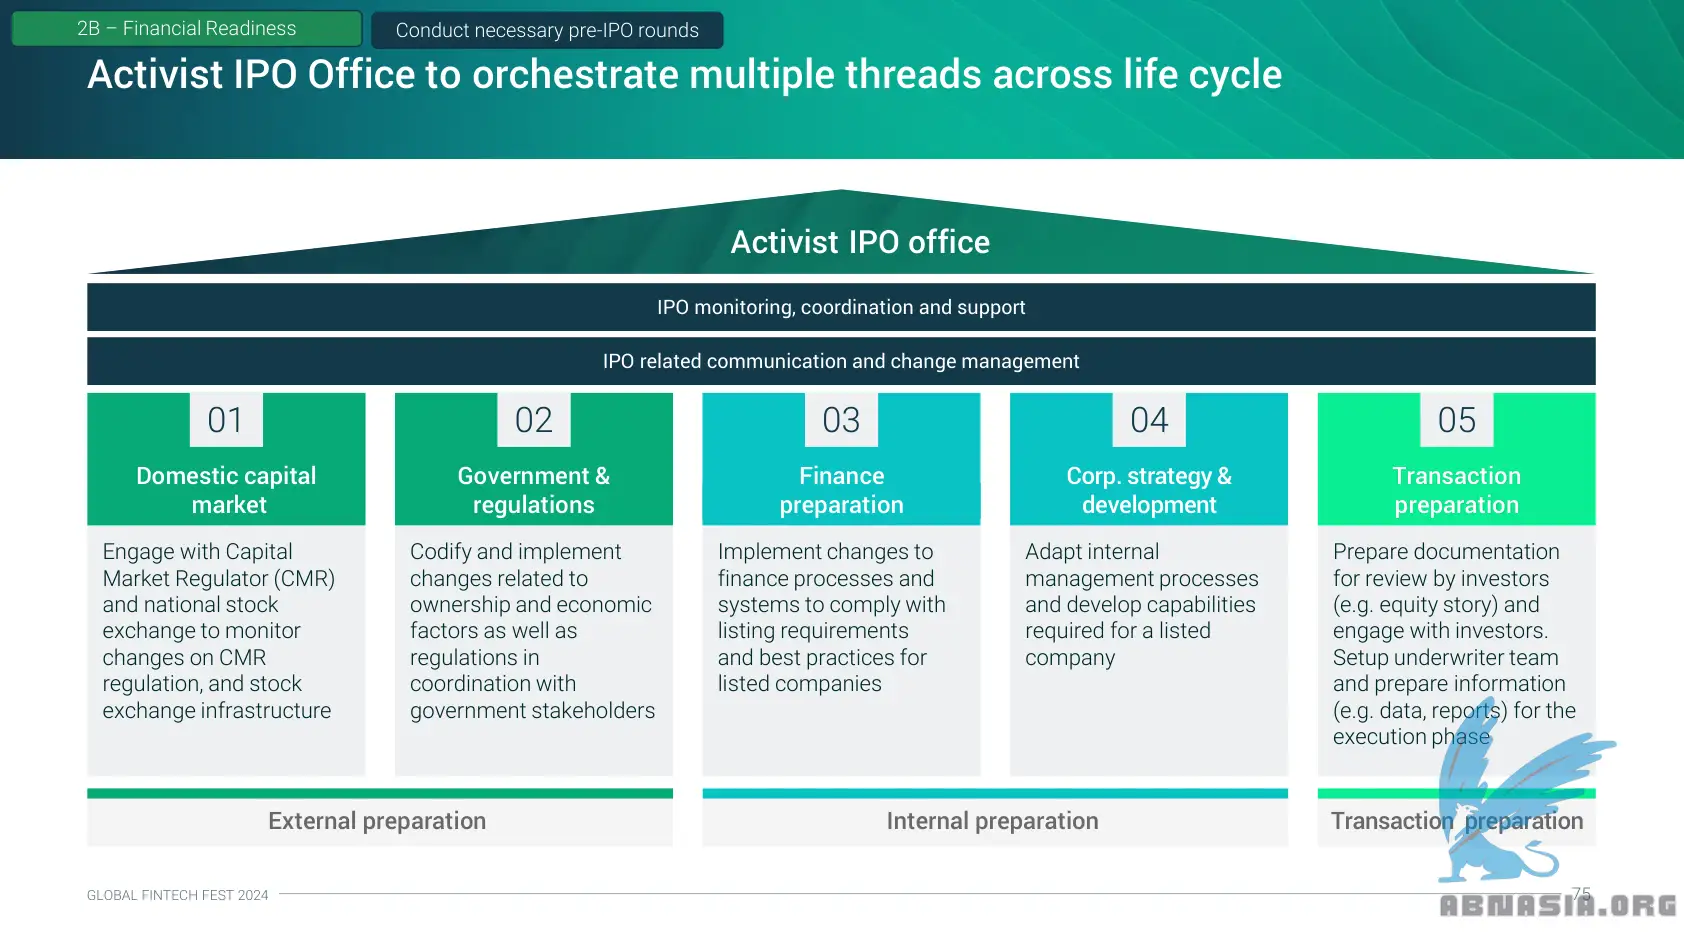 2B – Financial Readiness
Conduct necessary pre-IPO rounds
Activist IPO Office to orchestrate multiple threads across life cycle
Activist IPO office
IPO monitoring, coordination and support
IPO related communication and change management
01
Domestic capital
market
Engage with Capital
Market Regulator (CMR)
and national stock
exchange to monitor
changes on CMR
regulation, and stock
exchange infrastructure
02
Government &
regulations
Codify and implement
changes related to
ownership and economic
factors as well as
regulations in
coordination with
government stakeholders
03
Finance
preparation
Implement changes to
finance processes and
systems to comply with
listing requirements
and best practices for
listed companies
04
Corp. strategy &
development
Adapt internal
management processes
and develop capabilities
required for a listed
company
05
Transaction
preparation
Prepare documentation
for review by investors
(e.g. equity story) and
engage with investors.
Setup underwriter team
and prepare information
(e.g. data, reports) for the
execution phase
External preparation
Internal preparation
Transaction preparation
GLOBAL FINTECH FEST 2024
75
ABNASIA.ORG